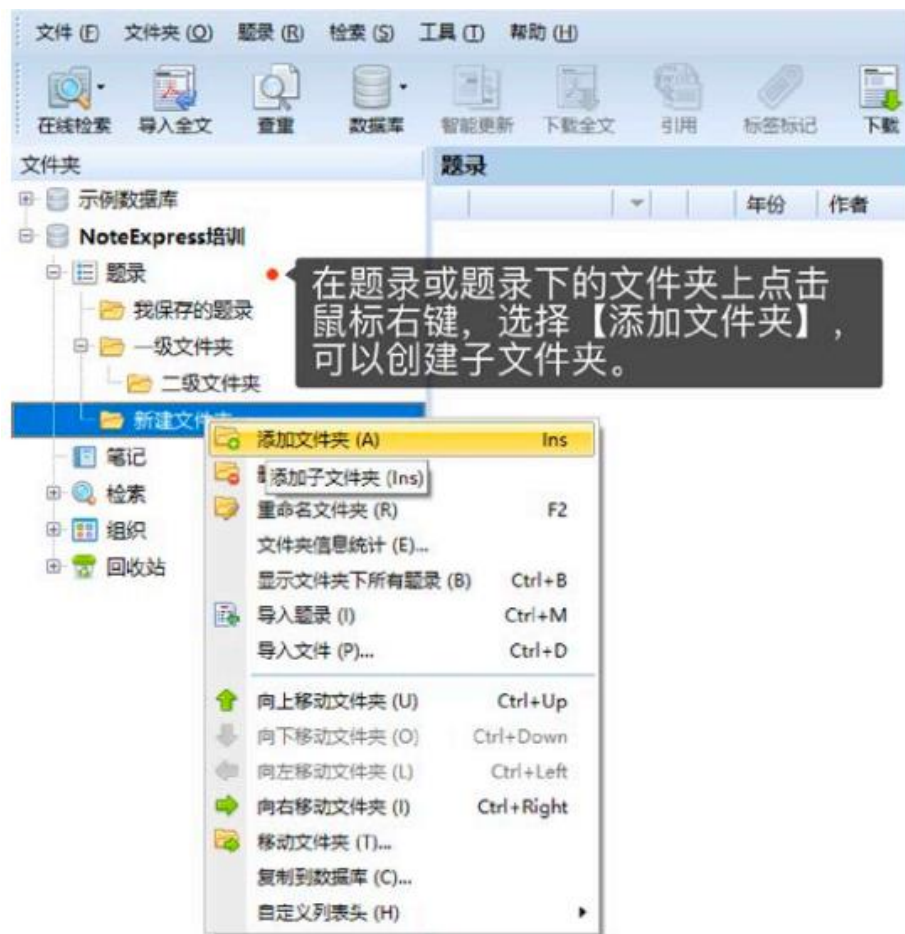 文件 (F) 文件夹 (O) 题录 (R) 检索 (S) 工具 (T) 帮助 (H)
在线检索 导入全文 查重 数据库 智能更新 下载全文 引用 标签标记 下载
文件夹
题录
年份 作者
示例数据库
NoteExpress培训
题录
在题录或题录下的文件夹上点击
鼠标右键，选择【添加文件夹】，
可以创建子文件夹。
我保存的题录
一级文件夹
二级文件夹
新建文件夹
笔记
检索
组织
回收站
添加文件夹 (A) Ins
添加子文件夹 (Ins)
重命名文件夹 (R) F2
文件夹信息统计 (E)...
显示文件夹下所有题录 (B) Ctrl+B
导入题录 (I) Ctrl+M
导入文件 (P)... Ctrl+D
向上移动文件夹 (U) Ctrl+Up
向下移动文件夹 (O) Ctrl+Down
向左移动文件夹 (L) Ctrl+Left
向右移动文件夹 (I) Ctrl+Right
移动文件夹 (T)...
复制到数据库 (C)...
自定义列表头 (H)